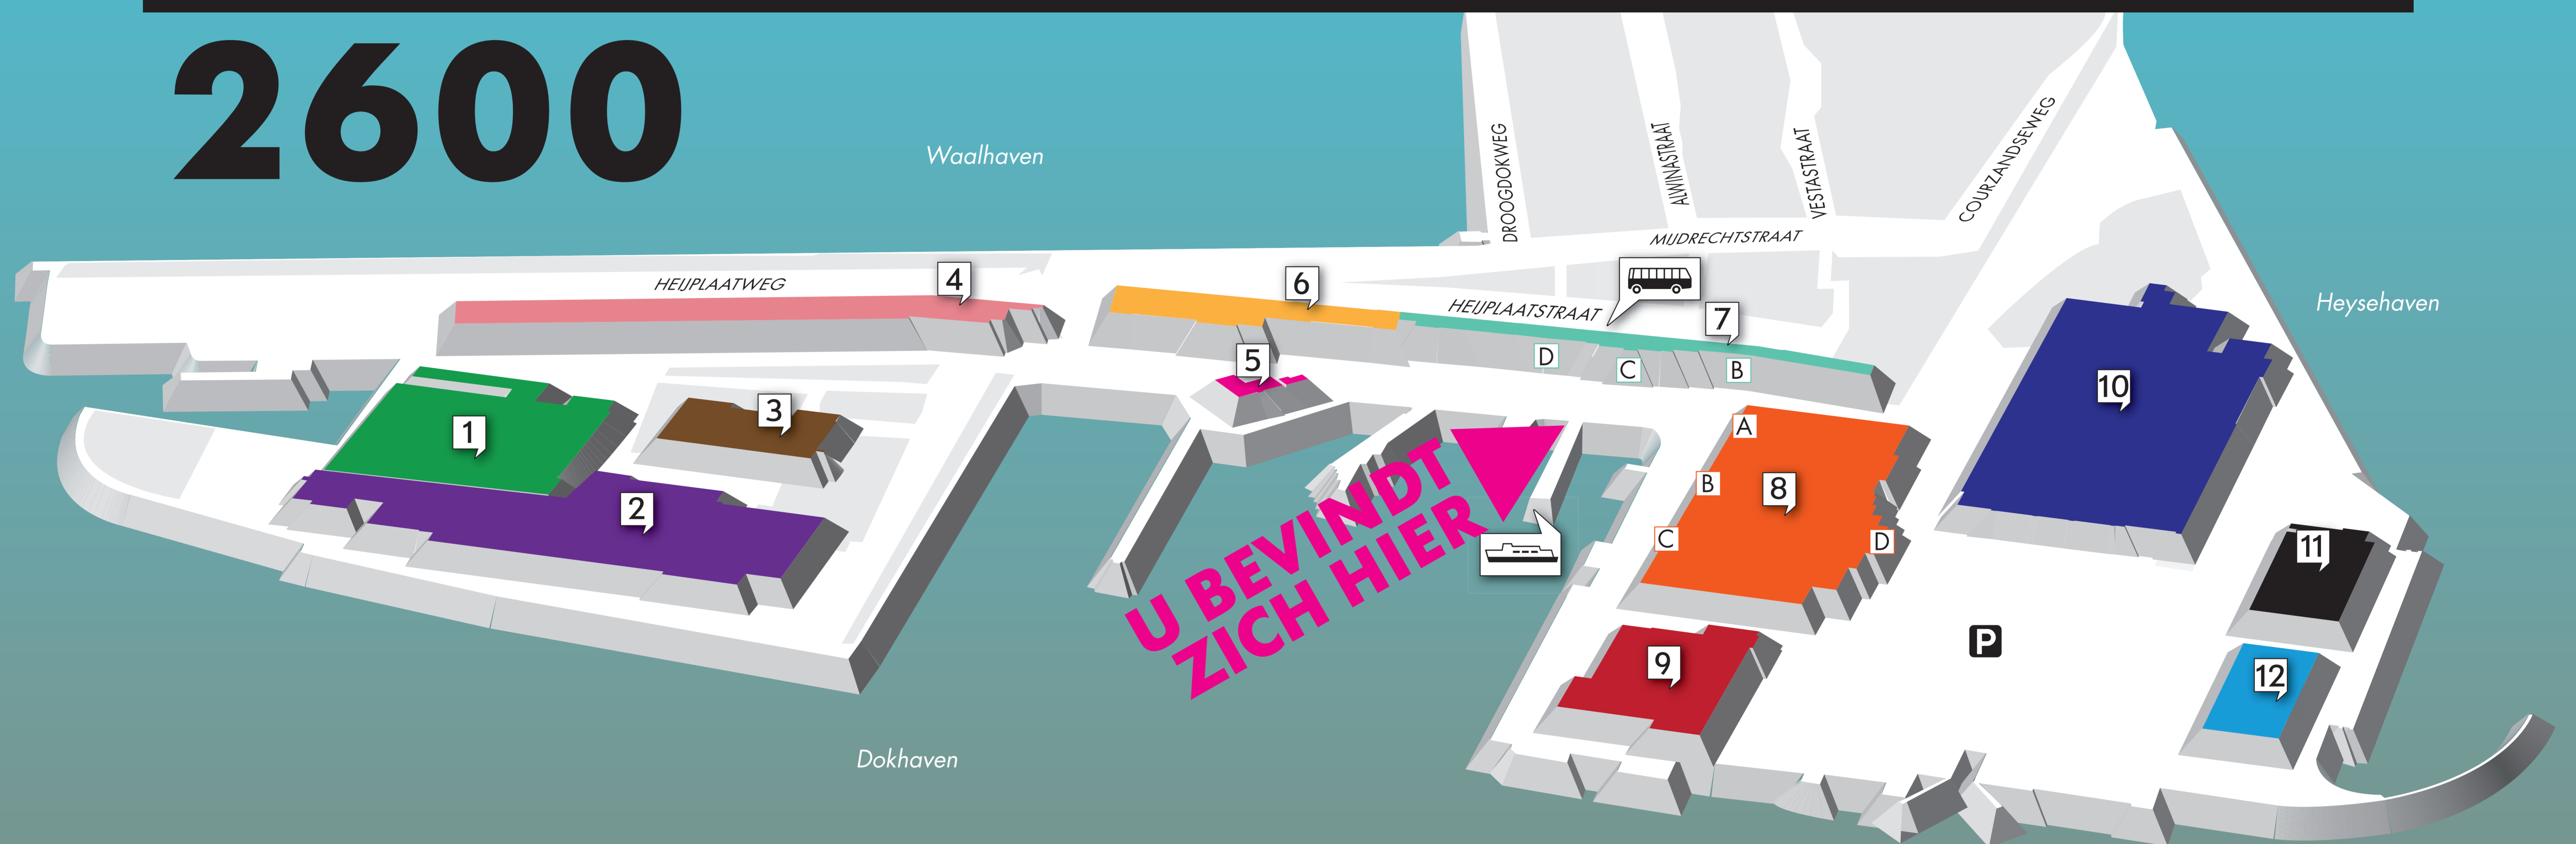 2600
Waalhaven
DROOGDOKWEG
ALWINASTRAAT
VESTASTRAAT
COURZANDSEWEG
MIJDRECHTSTRAAT
HEIJPLAATWEG
4
6
HEIJPLAATSTRAAT
7
Heysehaven
5
D
C
B
10
1
3
A
2
B
8
C
D
U BEVINDT
ZICH HIER
11
9
P
12
Dokhaven